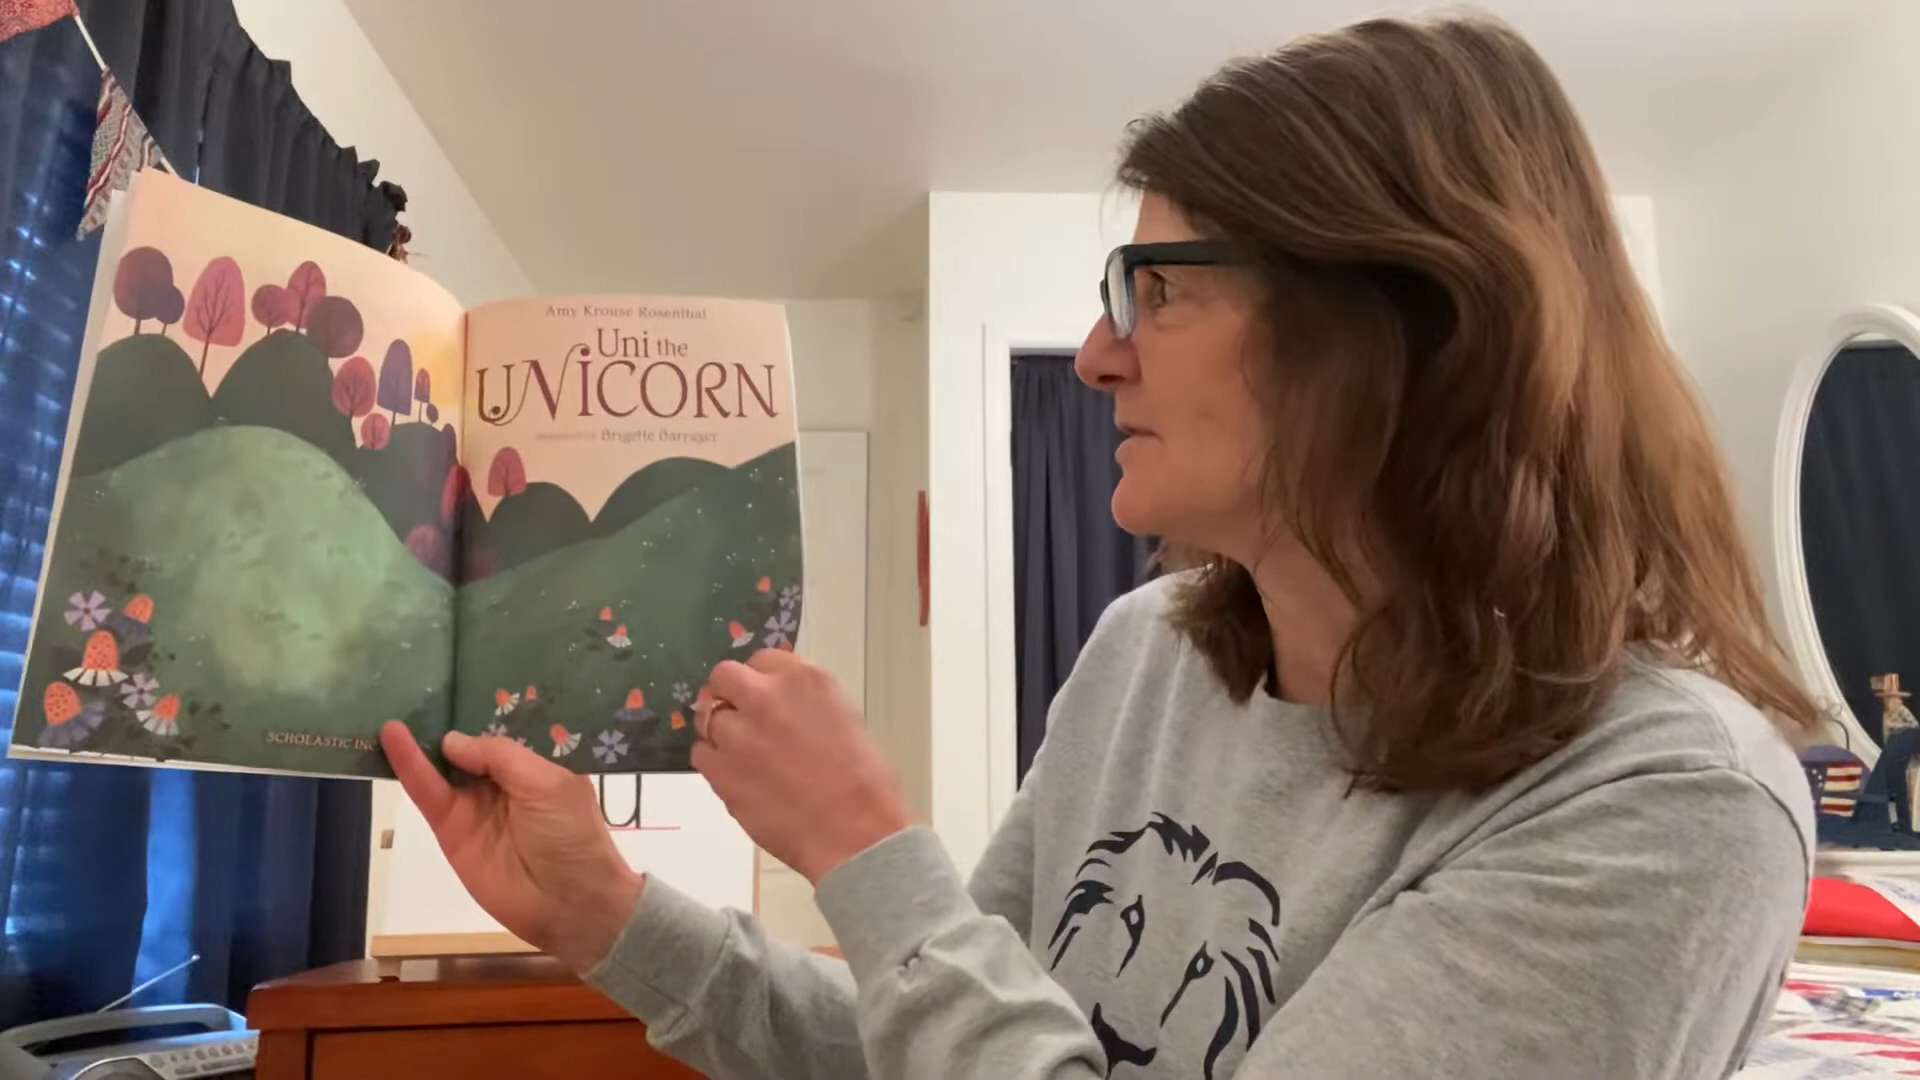 Amy Krouse Rosenthal
Uni the
UNiCORN
Brigette Barrager
SCHOLASTIC INC
u